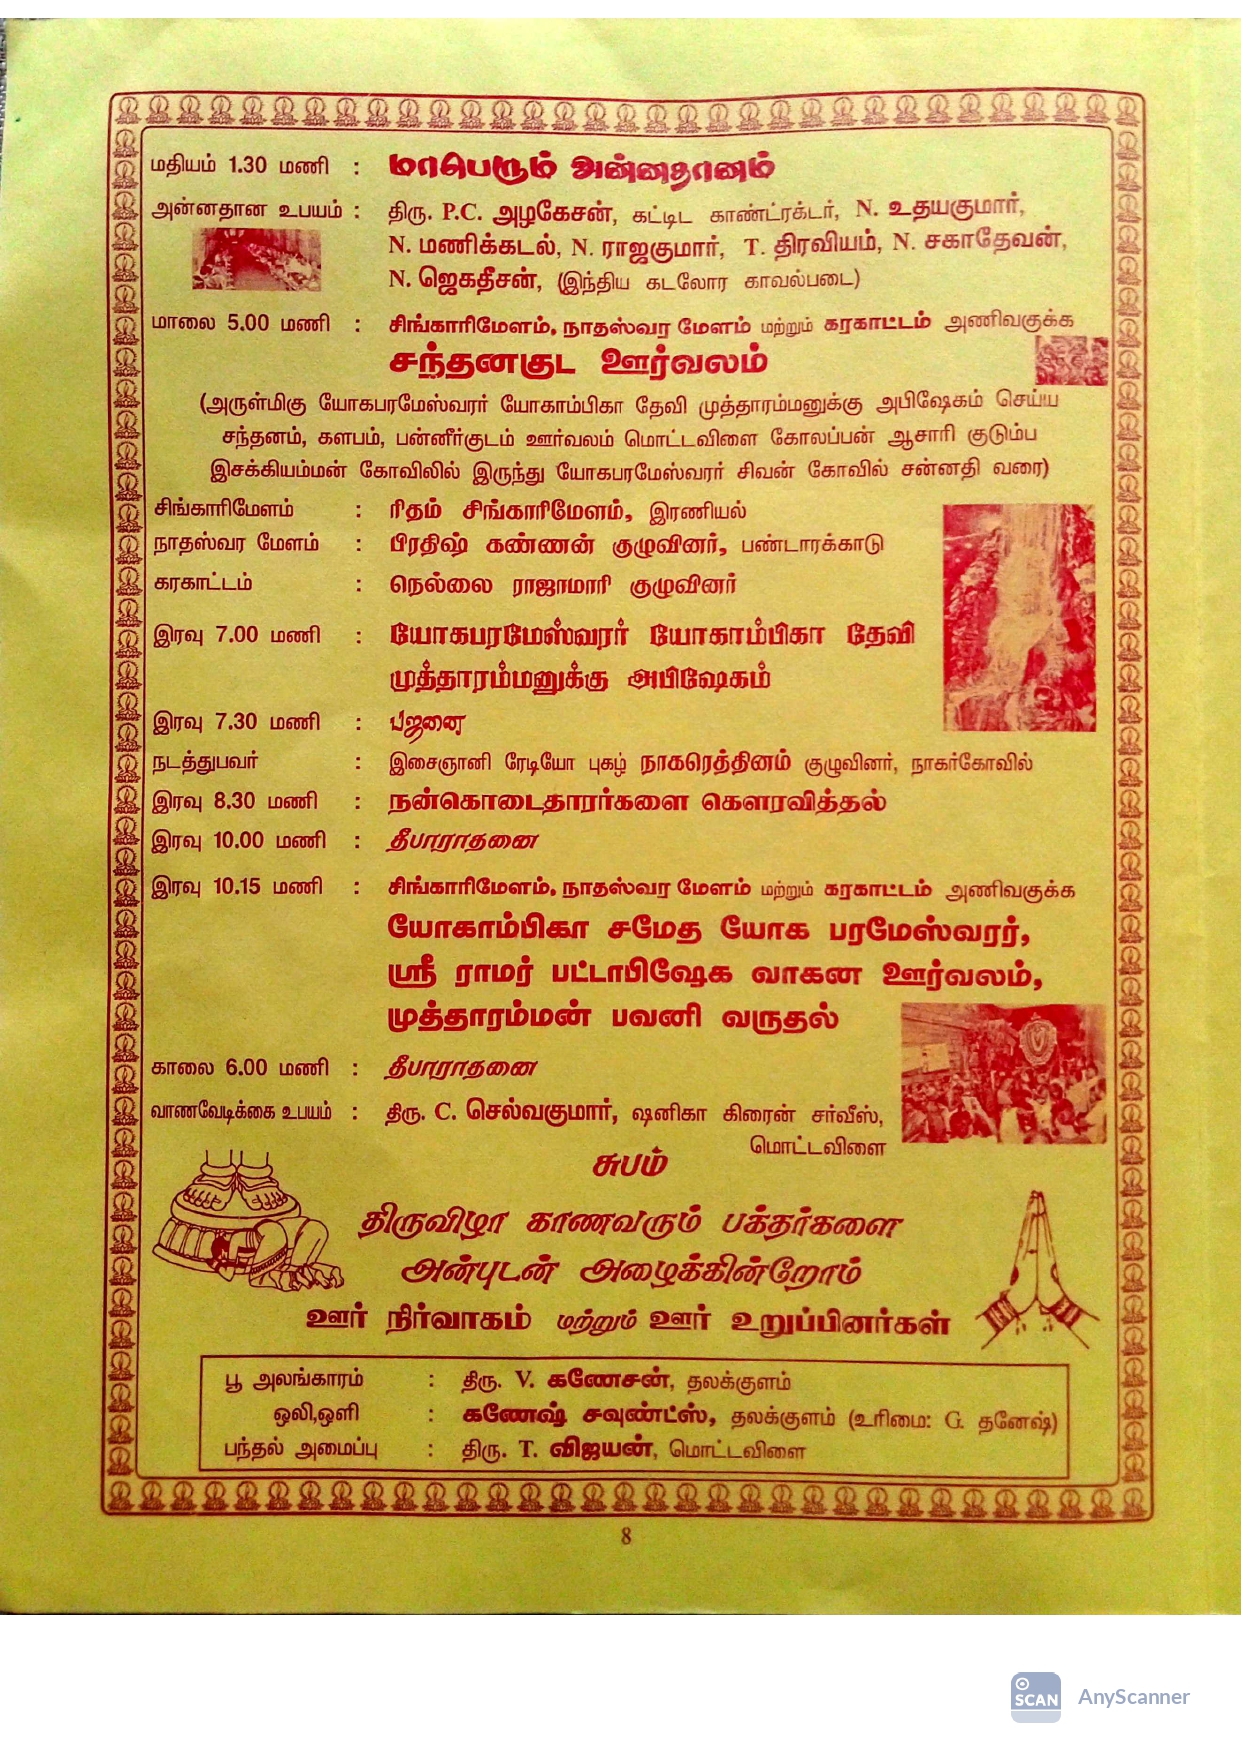 மதியம் 1.30 மணி : மாபெரும் அன்னதானம்
அன்னதான உபயம் : திரு. P.C. அழகேசன், கட்டிட காண்ட்ரக்டர், N. உதயகுமார்,
N. மணிக்கடல், N. ராஜகுமார், T. திரவியம், N. சகாதேவன்,
N. ஜெகதீசன், (இந்திய கடலோர காவல்படை)
மாலை 5.00 மணி : சிங்காரிமேளம், நாதஸ்வர மேளம் மற்றும் கரகாட்டம் அணிவகுக்க
சந்தனகுட ஊர்வலம்
(அருள்மிகு யோகபரமேஸ்வரர் யோகாம்பிகா தேவி முத்தாரம்மனுக்கு அபிஷேகம் செய்ய
சந்தனம், களபம், பன்னீர்குடம் ஊர்வலம் மொட்டவிளை கோலப்பன் ஆசாரி குடும்ப
இசக்கியம்மன் கோவிலில் இருந்து யோகபரமேஸ்வரர் சிவன் கோவில் சன்னதி வரை)
சிங்காரிமேளம் : ரிதம் சிங்காரிமேளம், இரணியல்
நாதஸ்வர மேளம் : பிரதிஷ் கண்ணன் குழுவினர், பண்டாரக்காடு
கரகாட்டம் : நெல்லை ராஜாமாரி குழுவினர்
இரவு 7.00 மணி : யோகபரமேஸ்வரர் யோகாம்பிகா தேவி
முத்தாரம்மனுக்கு அபிஷேகம்
இரவு 7.30 மணி : பஜனை
நடத்துபவர் : இசைஞானி ரேடியோ புகழ் நாகரெத்தினம் குழுவினர், நாகர்கோவில்
இரவு 8.30 மணி : நன்கொடைதாரர்களை கௌரவித்தல்
இரவு 10.00 மணி : தீபாராதனை
இரவு 10.15 மணி : சிங்காரிமேளம், நாதஸ்வர மேளம் மற்றும் கரகாட்டம் அணிவகுக்க
யோகாம்பிகா சமேத யோக பரமேஸ்வரர்,
ஸ்ரீ ராமர் பட்டாபிஷேக வாகன ஊர்வலம்,
முத்தாரம்மன் பவனி வருதல்
காலை 6.00 மணி : தீபாராதனை
வாணவேடிக்கை உபயம் : திரு. C. செல்வகுமார், ஷனிகா கிரைன் சர்வீஸ்,
மொட்டவிளை
சுபம்
திருவிழா காணவரும் பக்தர்களை
அன்புடன் அழைக்கின்றோம்
ஊர் நிர்வாகம் மற்றும் ஊர் உறுப்பினர்கள்
பூ அலங்காரம் : திரு. V. கணேசன், தலக்குளம்
ஒலி,ஒளி : கணேஷ் சவுண்ட்ஸ், தலக்குளம் (உரிமை: G. தனேஷ்)
பந்தல் அமைப்பு : திரு. T. விஜயன், மொட்டவிளை
8
SCAN AnyScanner